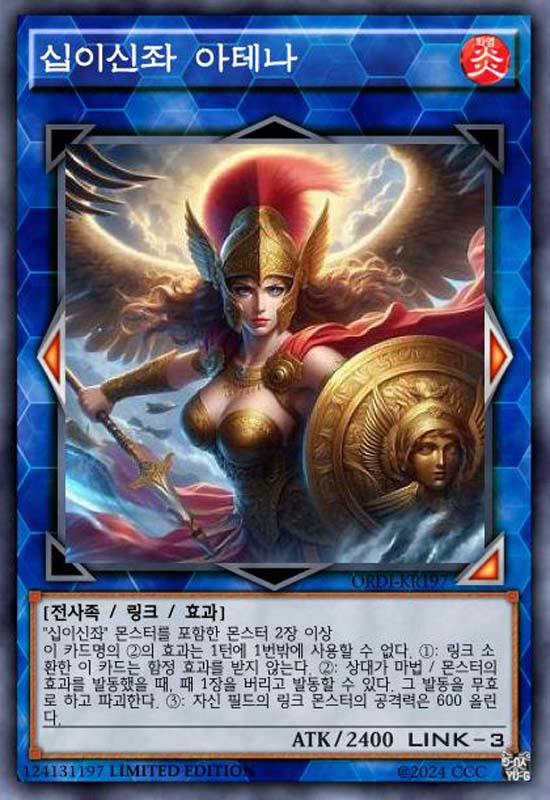 십이신좌 아테나
화염
炎
ORDI-KR197
[전사족 / 링크 / 효과]
"십이신좌" 몬스터를 포함한 몬스터 2장 이상
이 카드명의 ②의 효과는 1턴에 1번밖에 사용할 수 없다. ①: 링크 소
환한 이 카드는 함정 효과를 받지 않는다. ②: 상대가 마법 / 몬스터의
효과를 발동했을 때, 패 1장을 버리고 발동할 수 있다. 그 발동을 무효
로 하고 파괴한다. ③: 자신 필드의 링크 몬스터의 공격력은 600 올린
다.
ATK/2400 LINK-3
124131197 LIMITED EDITION
©2024 CCC
YU-G